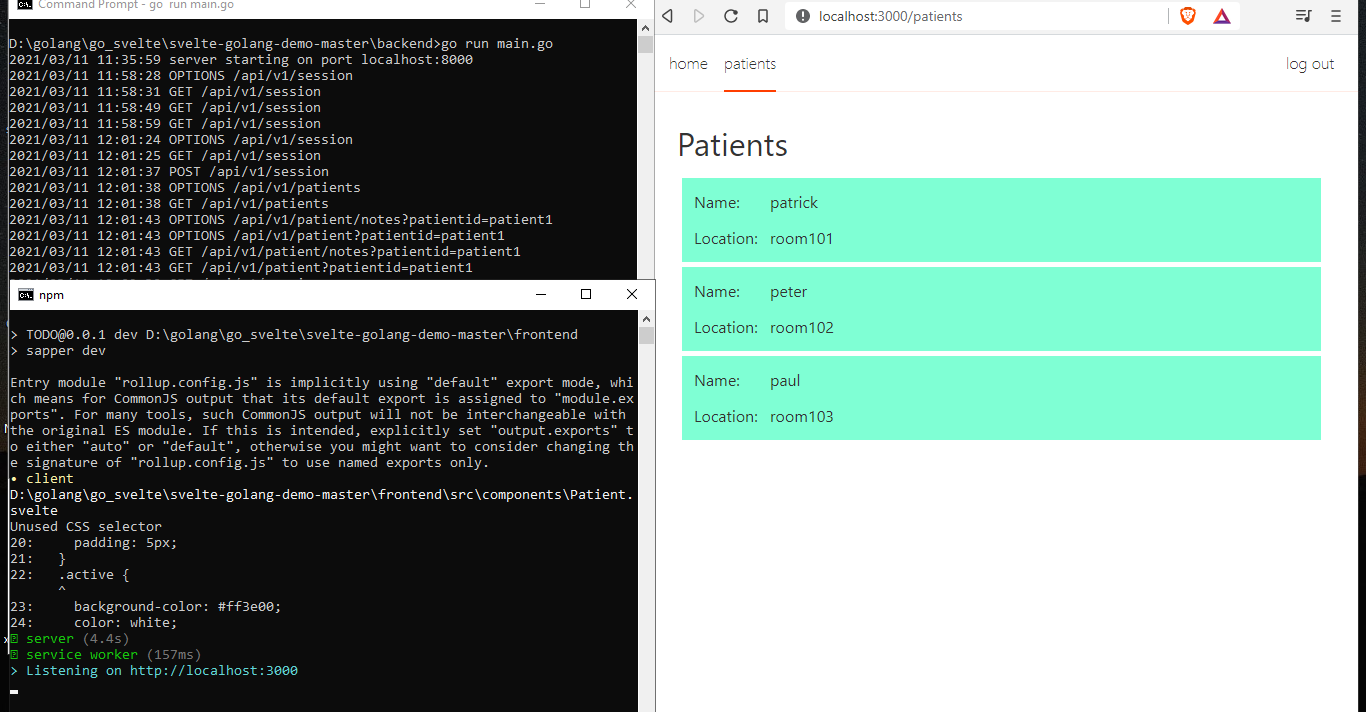 Command Prompt - go  run main.go
D:\golang\go_svelte\svelte-golang-demo-master\backend>go run main.go
2021/03/11 11:35:59 server starting on port localhost:8000
2021/03/11 11:58:28 OPTIONS /api/v1/session
2021/03/11 11:58:31 GET /api/v1/session
2021/03/11 11:58:49 GET /api/v1/session
2021/03/11 11:58:59 GET /api/v1/session
2021/03/11 12:01:24 OPTIONS /api/v1/session
2021/03/11 12:01:25 GET /api/v1/session
2021/03/11 12:01:37 POST /api/v1/session
2021/03/11 12:01:38 OPTIONS /api/v1/patients
2021/03/11 12:01:38 GET /api/v1/patients
2021/03/11 12:01:43 OPTIONS /api/v1/patient/notes?patientid=patient1
2021/03/11 12:01:43 OPTIONS /api/v1/patient?patientid=patient1
2021/03/11 12:01:43 GET /api/v1/patient/notes?patientid=patient1
2021/03/11 12:01:43 GET /api/v1/patient?patientid=patient1
npm
> TODO@0.0.1 dev D:\golang\go_svelte\svelte-golang-demo-master\frontend
> sapper dev
Entry module "rollup.config.js" is implicitly using "default" export mode, whi
ch means for CommonJS output that its default export is assigned to "module.ex
ports". For many tools, such CommonJS output will not be interchangeable with
the original ES module. If this is intended, explicitly set "output.exports" t
o either "auto" or "default", otherwise you might want to consider changing th
e signature of "rollup.config.js" to use named exports only.
• client
D:\golang\go_svelte\svelte-golang-demo-master\frontend\src\components\Patient.
svelte
Unused CSS selector
20:     padding: 5px;
21:   }
22:   .active {
      ^
23:     background-color: #ff3e00;
24:     color: white;
server (4.4s)
service worker (157ms)
> Listening on http://localhost:3000
localhost:3000/patients
home patients log out
Patients
Name: patrick
Location: room101
Name: peter
Location: room102
Name: paul
Location: room103